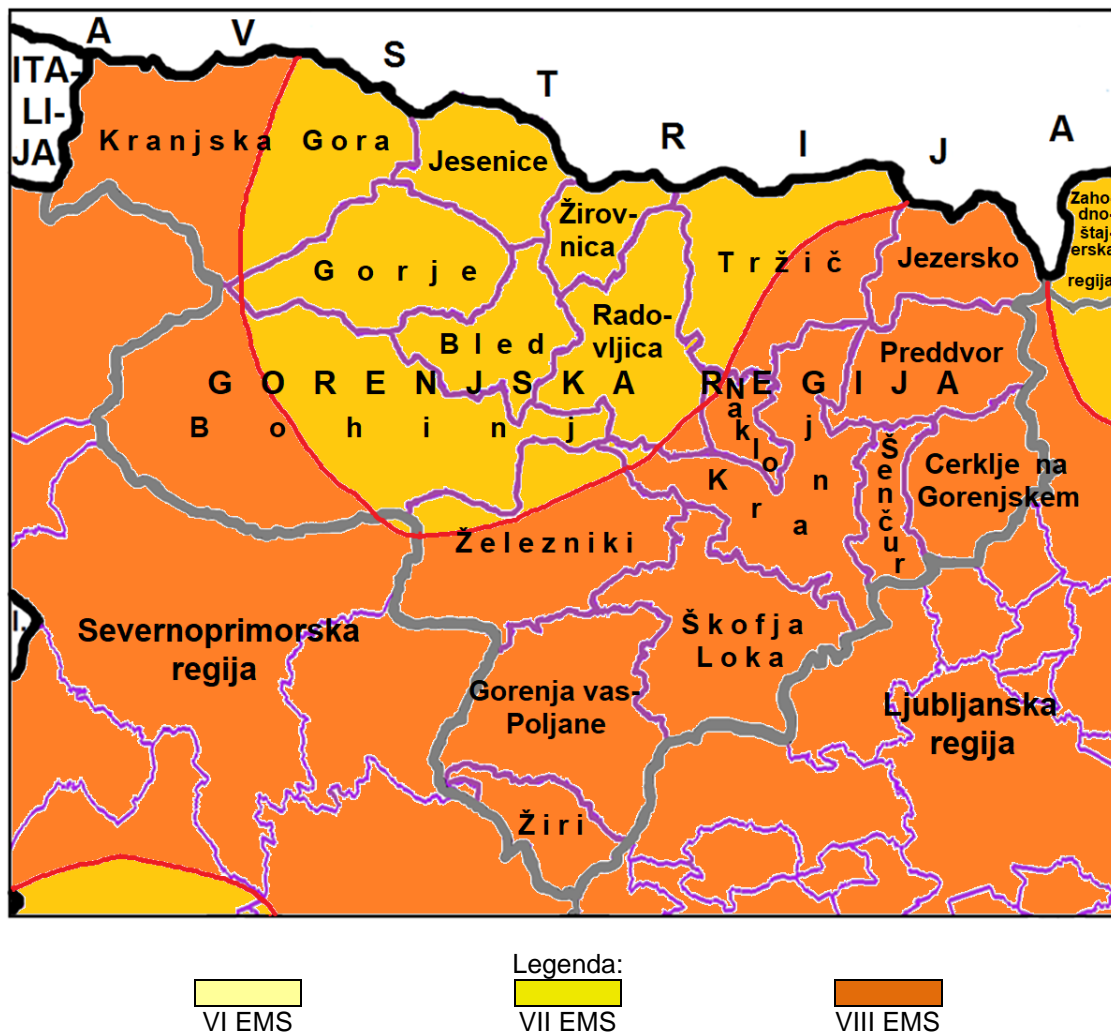 A V S T R I J A
ITA-
LI-
JA
Kranjska Gora
Jesenice
Žirov-
nica
Zaho-
dno-
štaj-
erska
regija
Gorje
Tržič
Jezersko
Rado-
vljica
Bled
Preddvor
GORENJSKA REGIJA
Bohinj
Naklo
Kranj
Šenčur
Cerklje na
Gorenjskem
Železniki
I.
Severnoprimorska
regija
Škofja
Loka
Gorenja vas-
Poljane
Ljubljanska
regija
Žiri
Legenda:
VI EMS
VII EMS
VIII EMS